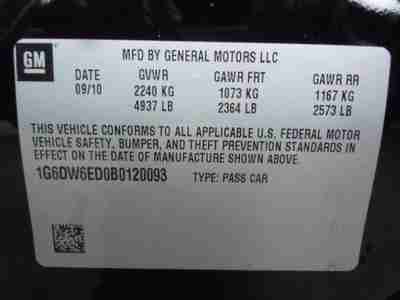 GM
MFD BY GENERAL MOTORS LLC
DATE GVWR GAWR FRT GAWR RR
09/10 2240 KG 1073 KG 1167 KG
4937 LB 2364 LB 2573 LB
THIS VEHICLE CONFORMS TO ALL APPLICABLE U.S. FEDERAL MOTOR
VEHICLE SAFETY, BUMPER, AND THEFT PREVENTION STANDARDS IN
EFFECT ON THE DATE OF MANUFACTURE SHOWN ABOVE.
1G6DW6ED0B0120093 TYPE: PASS CAR